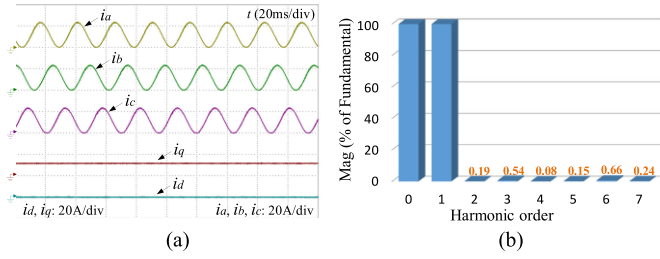 t (20ms/div)
ia
ib
ic
iq
id
id, iq: 20A/div
ia, ib, ic: 20A/div
(a)
Mag (% of Fundamental)
100
80
60
40
20
0
0.19 0.54 0.08 0.15 0.66 0.24
0 1 2 3 4 5 6 7
Harmonic order
(b)